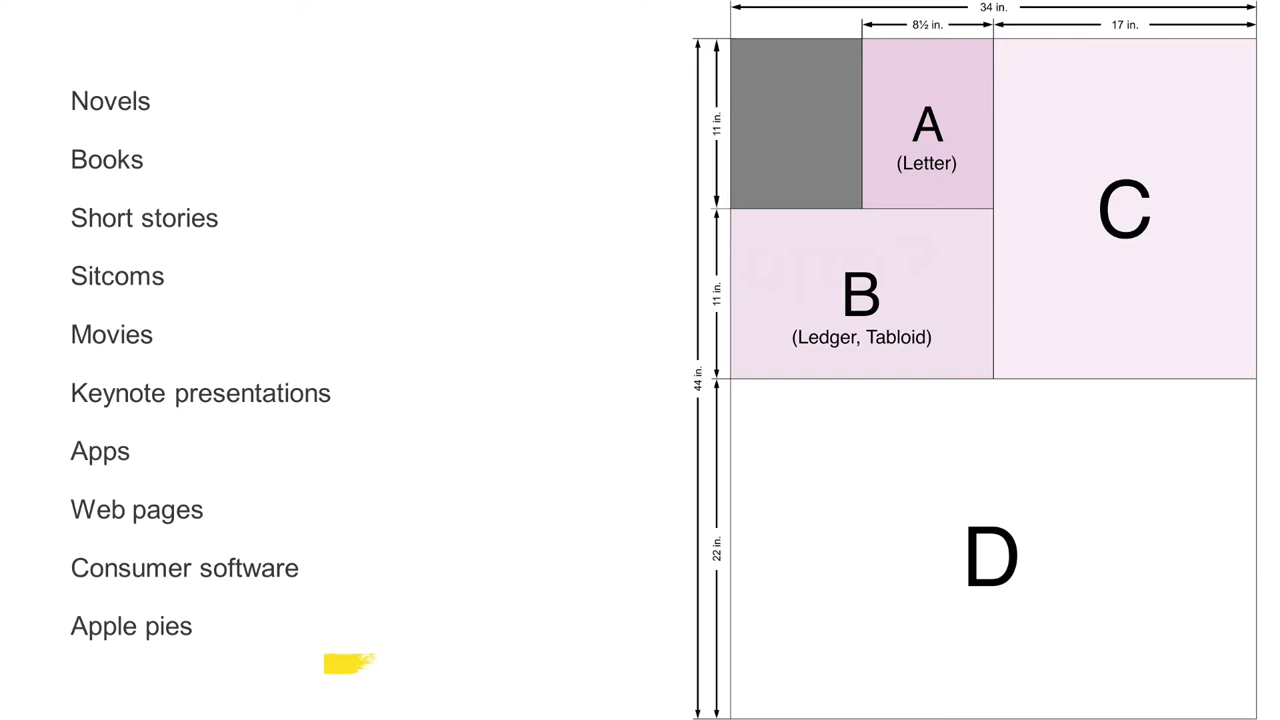 Novels
Books
Short stories
Sitcoms
Movies
Keynote presentations
Apps
Web pages
Consumer software
Apple pies
34 in.
8½ in.
17 in.
11 in.
A
(Letter)
C
11 in.
B
(Ledger, Tabloid)
44 in.
22 in.
D